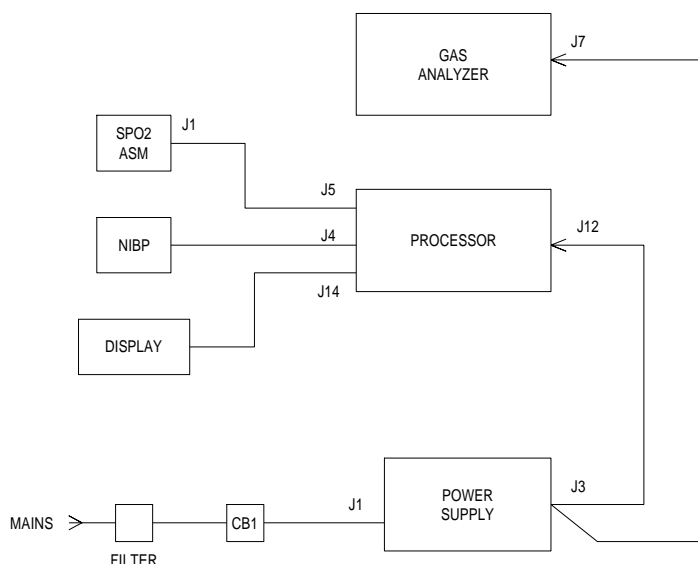 GAS
ANALYZER
J7
SPO2
ASM
J1
J5
NIBP
J4
PROCESSOR
J12
J14
DISPLAY
MAINS
FILTER
CB1
J1
POWER
SUPPLY
J3